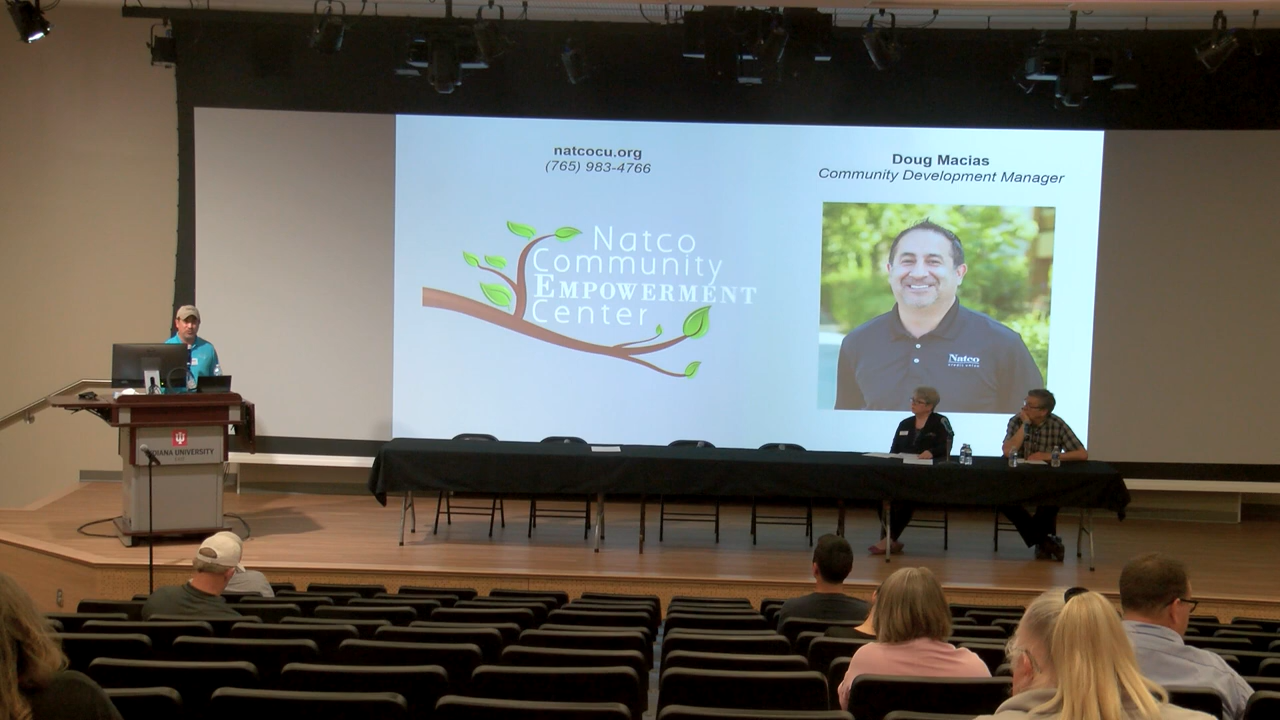 natcocu.org
(765) 983-4766
Doug Macias
Community Development Manager
Natco
Community
EMPOWERMENT
Center
Natco
INDIANA UNIVERSITY